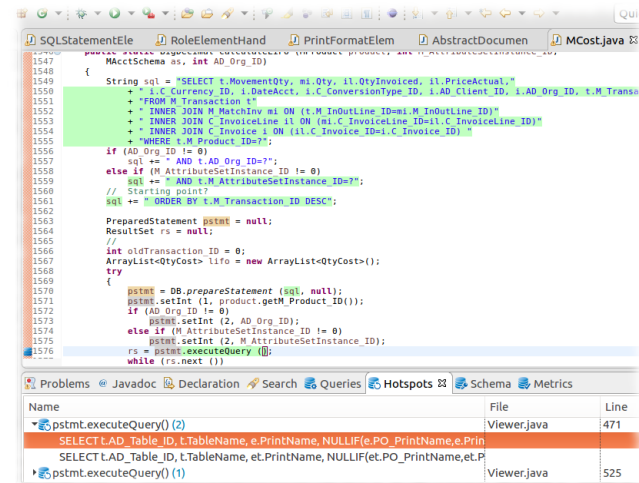 Qui
SQLStatementEle RoleElementHand PrintFormatElem AbstractDocumen MCost.java
1547 MAcctSchema as, int AD_Org_ID)
1548 {
1549 String sql = "SELECT t.MovementQty, mi.Qty, il.QtyInvoiced, il.PriceActual,"
1550 + " i.C_Currency_ID, i.DateAcct, i.C_ConversionType_ID, i.AD_Client_ID, i.AD_Org_ID, t.M_Transa
1551 + "FROM M_Transaction t"
1552 + " INNER JOIN M_MatchInv mi ON (t.M_InOutLine_ID=mi.M_InOutLine_ID)"
1553 + " INNER JOIN C_InvoiceLine il ON (mi.C_InvoiceLine_ID=il.C_InvoiceLine_ID)"
1554 + " INNER JOIN C_Invoice i ON (il.C_Invoice_ID=i.C_Invoice_ID) "
1555 + "WHERE t.M_Product_ID=?";
1556 if (AD_Org_ID != 0)
1557 sql += " AND t.AD_Org_ID=?";
1558 else if (M_AttributeSetInstance_ID != 0)
1559 sql += " AND t.M_AttributeSetInstance_ID=?";
1560 // Starting point?
1561 sql += " ORDER BY t.M_Transaction_ID DESC";
1562
1563 PreparedStatement pstmt = null;
1564 ResultSet rs = null;
1565 //
1566 int oldTransaction_ID = 0;
1567 ArrayList<QtyCost> lifo = new ArrayList<QtyCost>();
1568 try
1569 {
1570 pstmt = DB.prepareStatement (sql, null);
1571 pstmt.setInt (1, product.getM_Product_ID());
1572 if (AD_Org_ID != 0)
1573 pstmt.setInt (2, AD_Org_ID);
1574 else if (M_AttributeSetInstance_ID != 0)
1575 pstmt.setInt (2, M_AttributeSetInstance_ID);
1576 rs = pstmt.executeQuery ();
while (rs.next ())
Problems Javadoc Declaration Search Queries Hotspots Schema Metrics
Name File Line
pstmt.executeQuery() (2) Viewer.java 471
SELECT t.AD_Table_ID, t.TableName, e.PrintName, NULLIF(e.PO_PrintName,e.Prin
SELECT t.AD_Table_ID, t.TableName, et.PrintName, NULLIF(et.PO_PrintName,et.P
pstmt.executeQuery() (1) Viewer.java 525